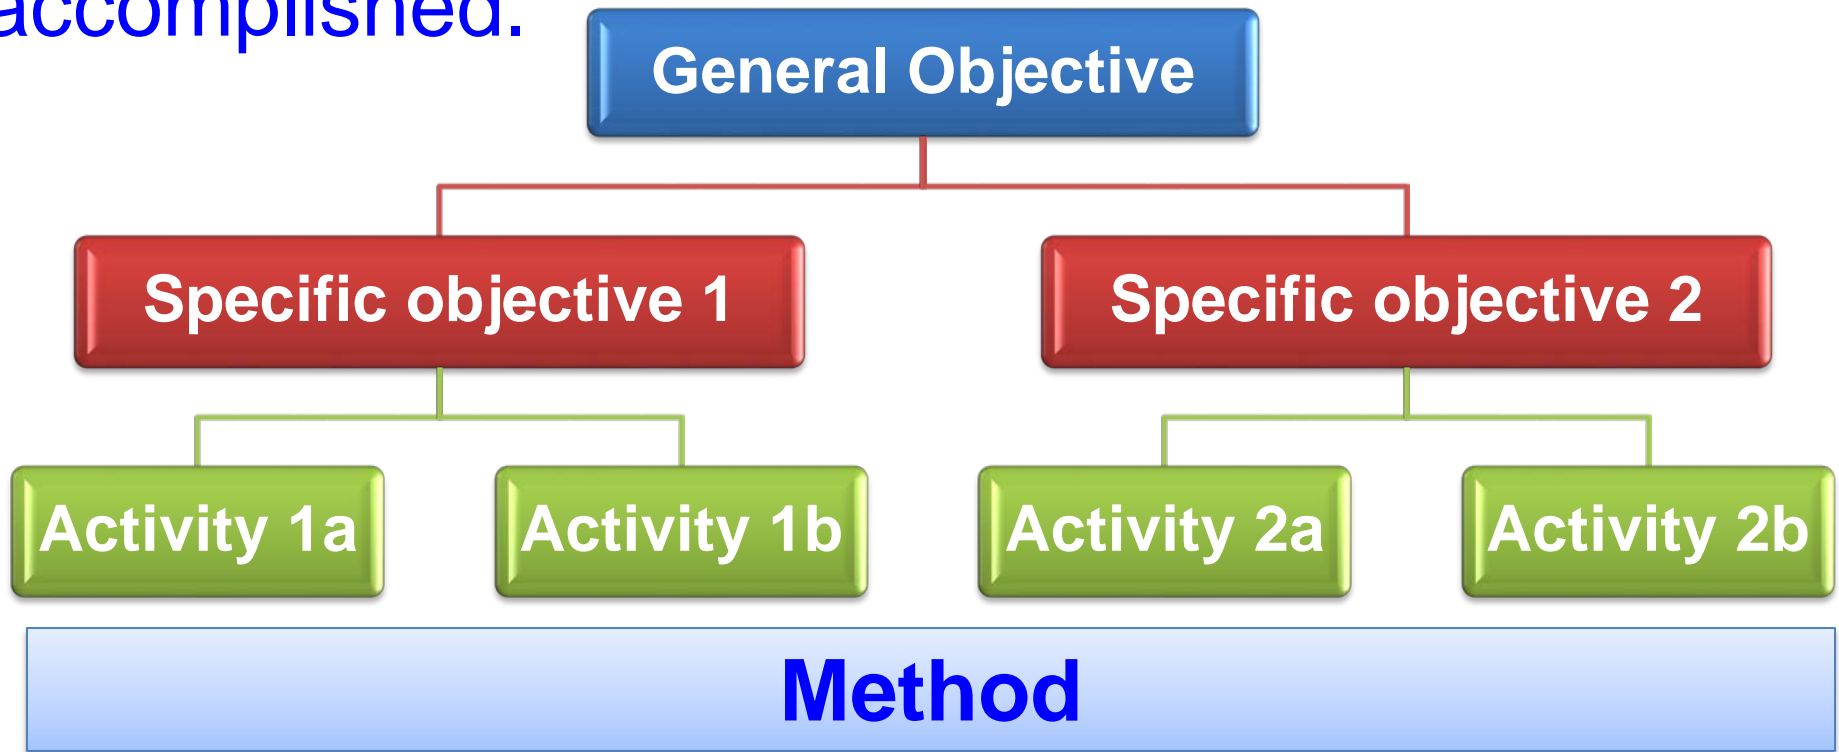 accomplished.
General Objective
Specific objective 1
Specific objective 2
Activity 1a
Activity 1b
Activity 2a
Activity 2b
Method